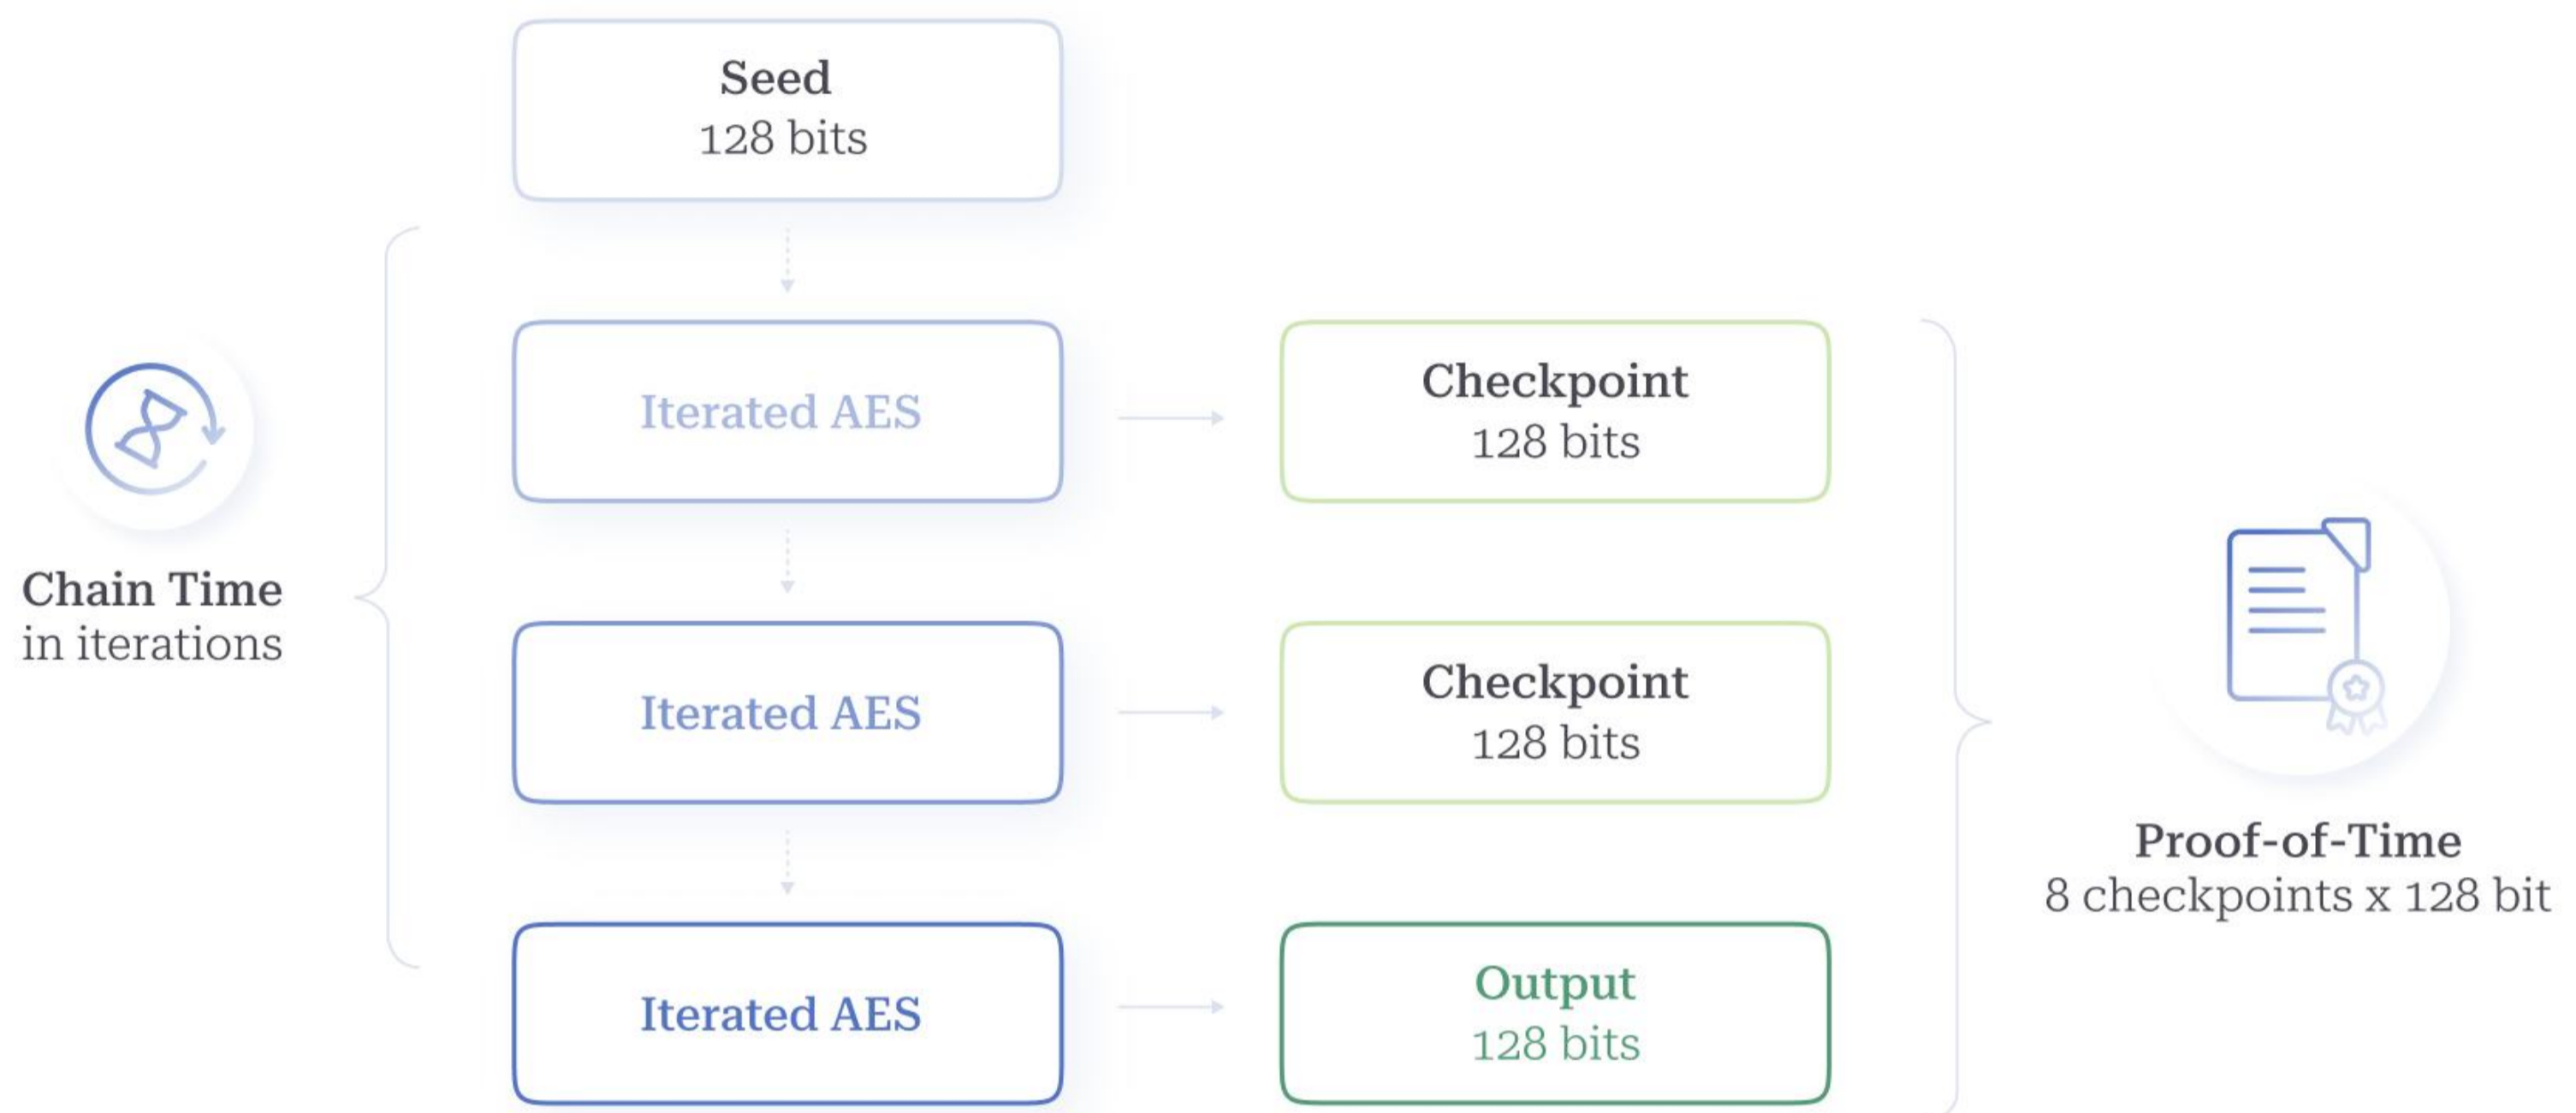 Seed
128 bits
Iterated AES
Checkpoint
128 bits
Chain Time
in iterations
Iterated AES
Checkpoint
128 bits
Proof-of-Time
8 checkpoints x 128 bit
Iterated AES
Output
128 bits